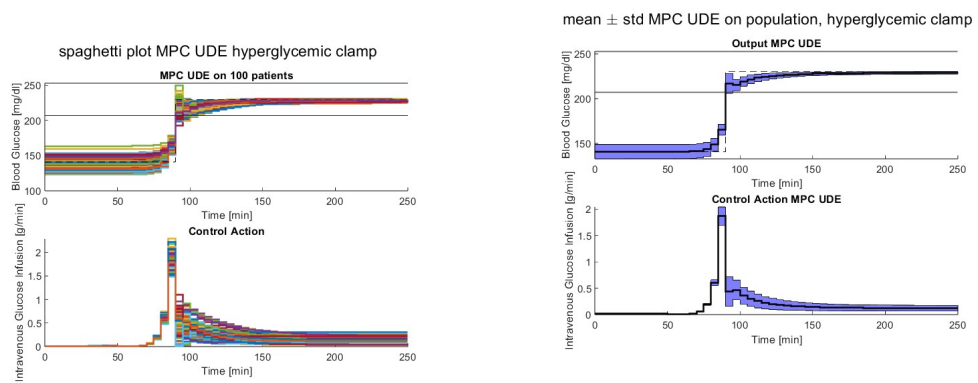 spaghetti plot MPC UDE hyperglycemic clamp
MPC UDE on 100 patients
Blood Glucose [mg/dl]
250
200
150
100
0 50 100 150 200 250
Time [min]
Control Action
Intravenous Glucose Infusion [g/min]
2
1.5
1
0.5
0
0 50 100 150 200 250
Time [min]
mean ± std MPC UDE on population, hyperglycemic clamp
Output MPC UDE
Blood Glucose [mg/dl]
250
200
150
0 50 100 150 200 250
Time [min]
Control Action MPC UDE
Intravenous Glucose Infusion [g/min]
2
1.5
1
0.5
0
0 50 100 150 200 250
Time [min]